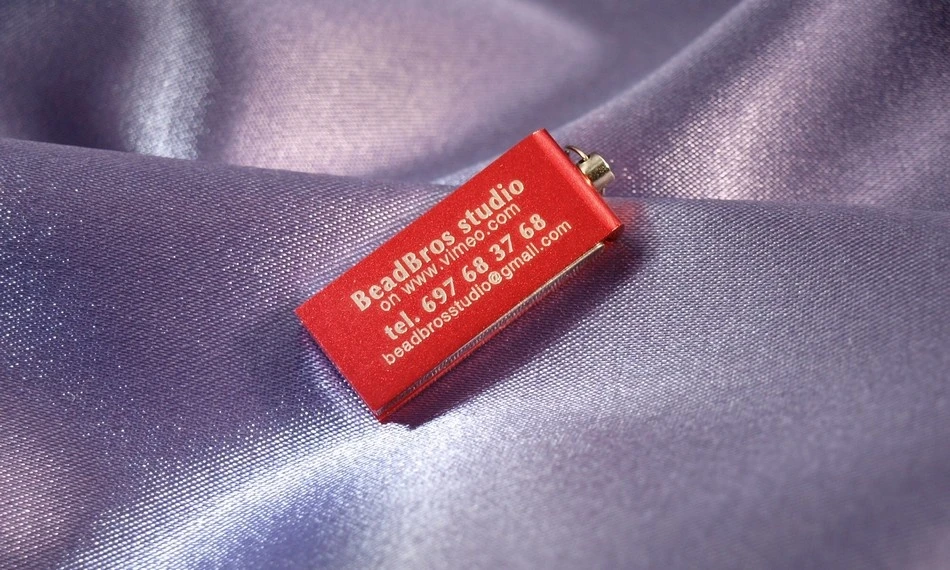 BeadBros studio
on www.vimeo.com
tel. 697 68 37 68
beadbrosstudio@gmail.com